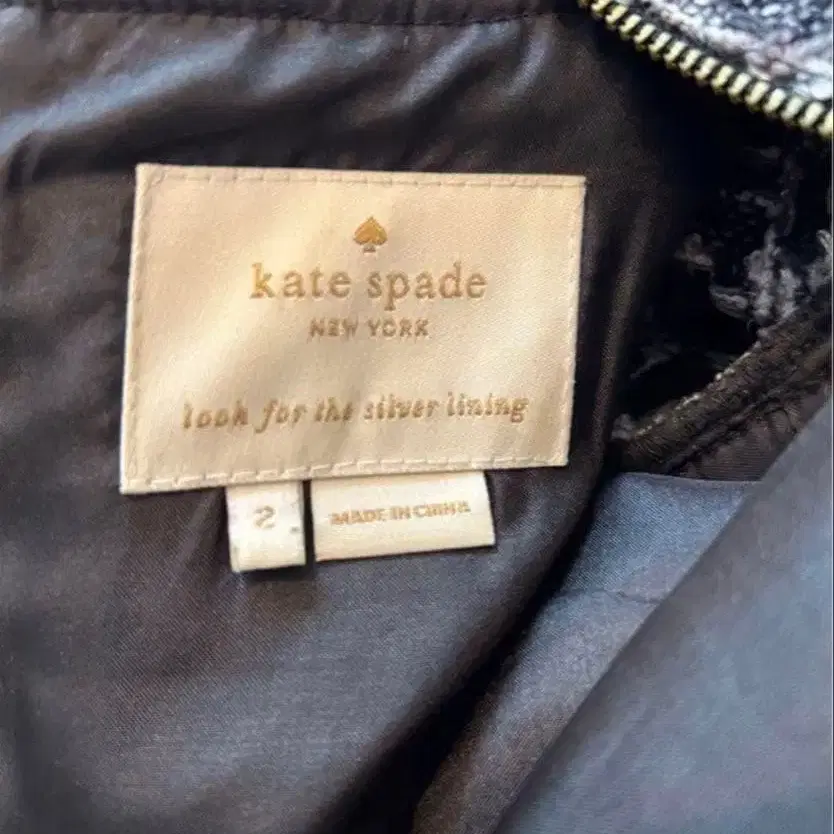 kate spade
NEW YORK
look for the silver lining
2
MADE IN CHINA